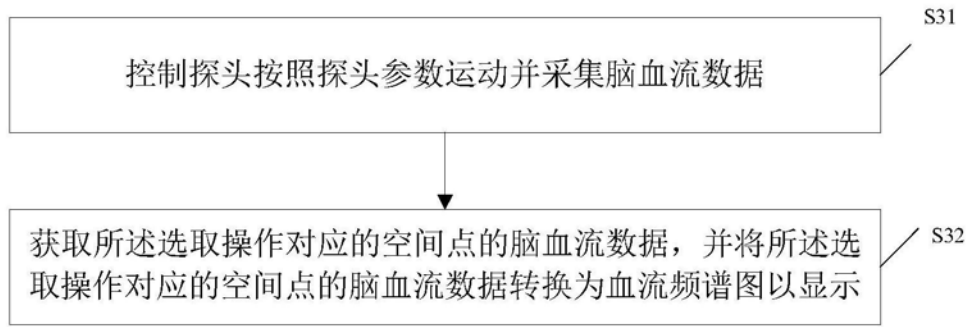 S31
控制探头按照探头参数运动并采集脑血流数据
获取所述选取操作对应的空间点的脑血流数据，并将所述选
取操作对应的空间点的脑血流数据转换为血流频谱图以显示
S32